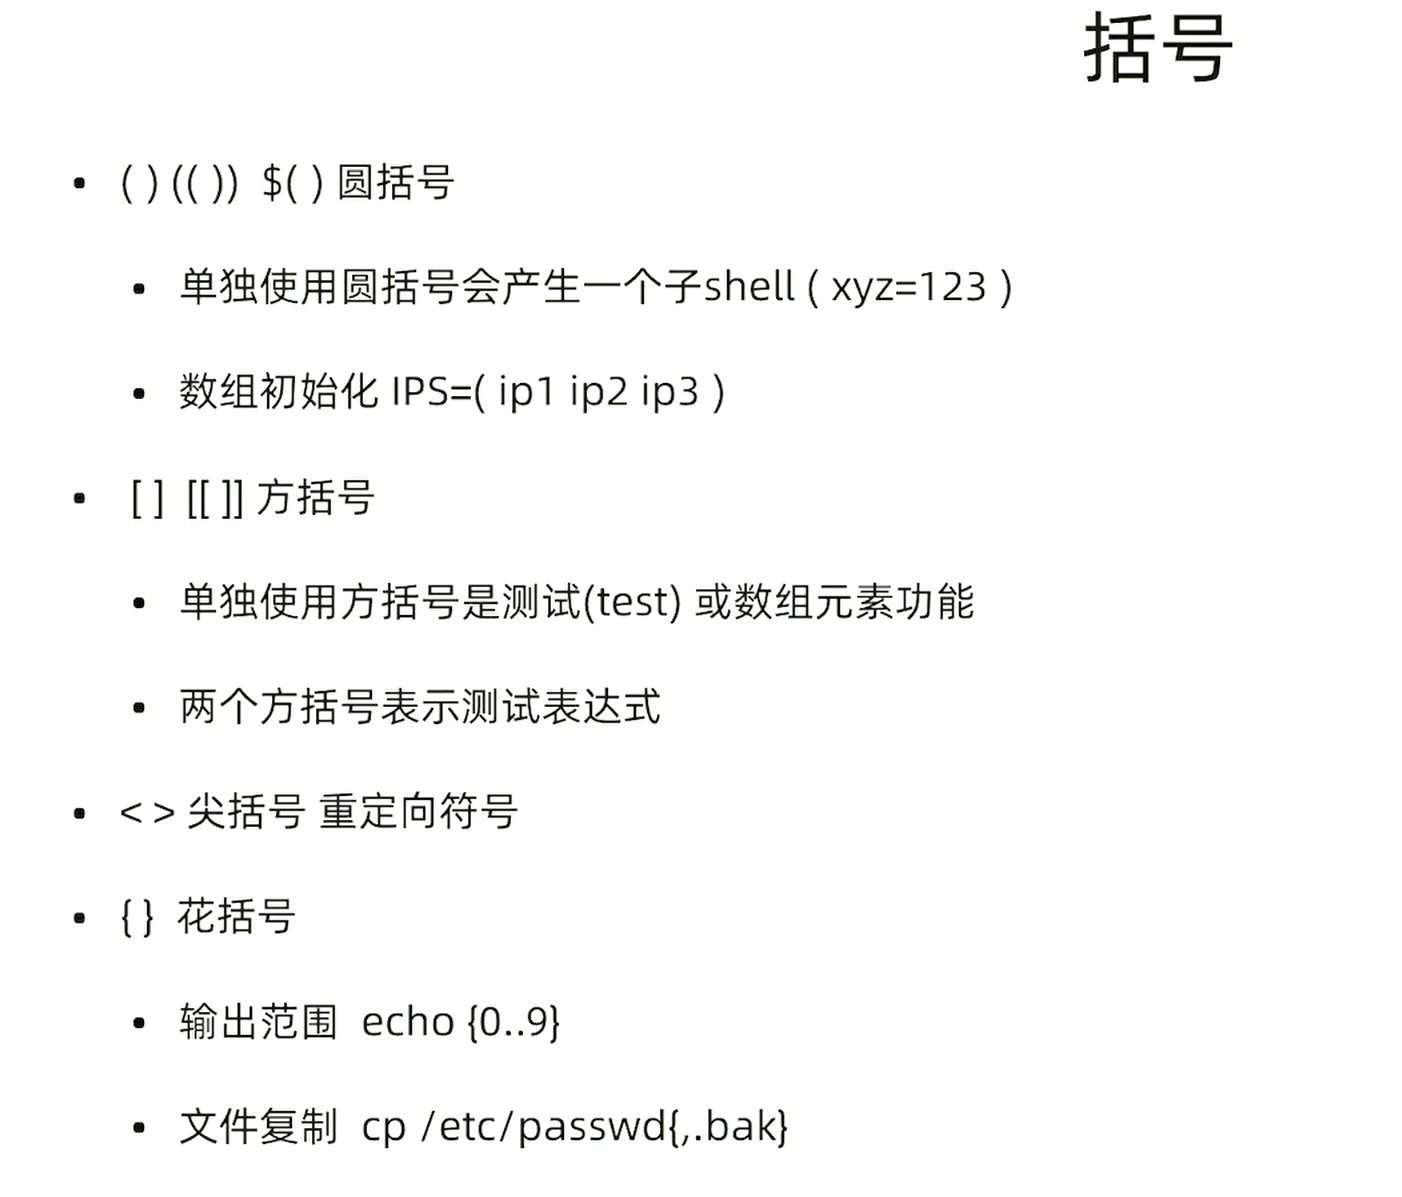 括号
• ( ) (( ))  $( ) 圆括号
• 单独使用圆括号会产生一个子shell ( xyz=123 )
• 数组初始化 IPS=( ip1 ip2 ip3 )
• [ ]  [[ ]] 方括号
• 单独使用方括号是测试(test) 或数组元素功能
• 两个方括号表示测试表达式
• < > 尖括号 重定向符号
• { }  花括号
• 输出范围  echo {0..9}
• 文件复制  cp /etc/passwd{,.bak}